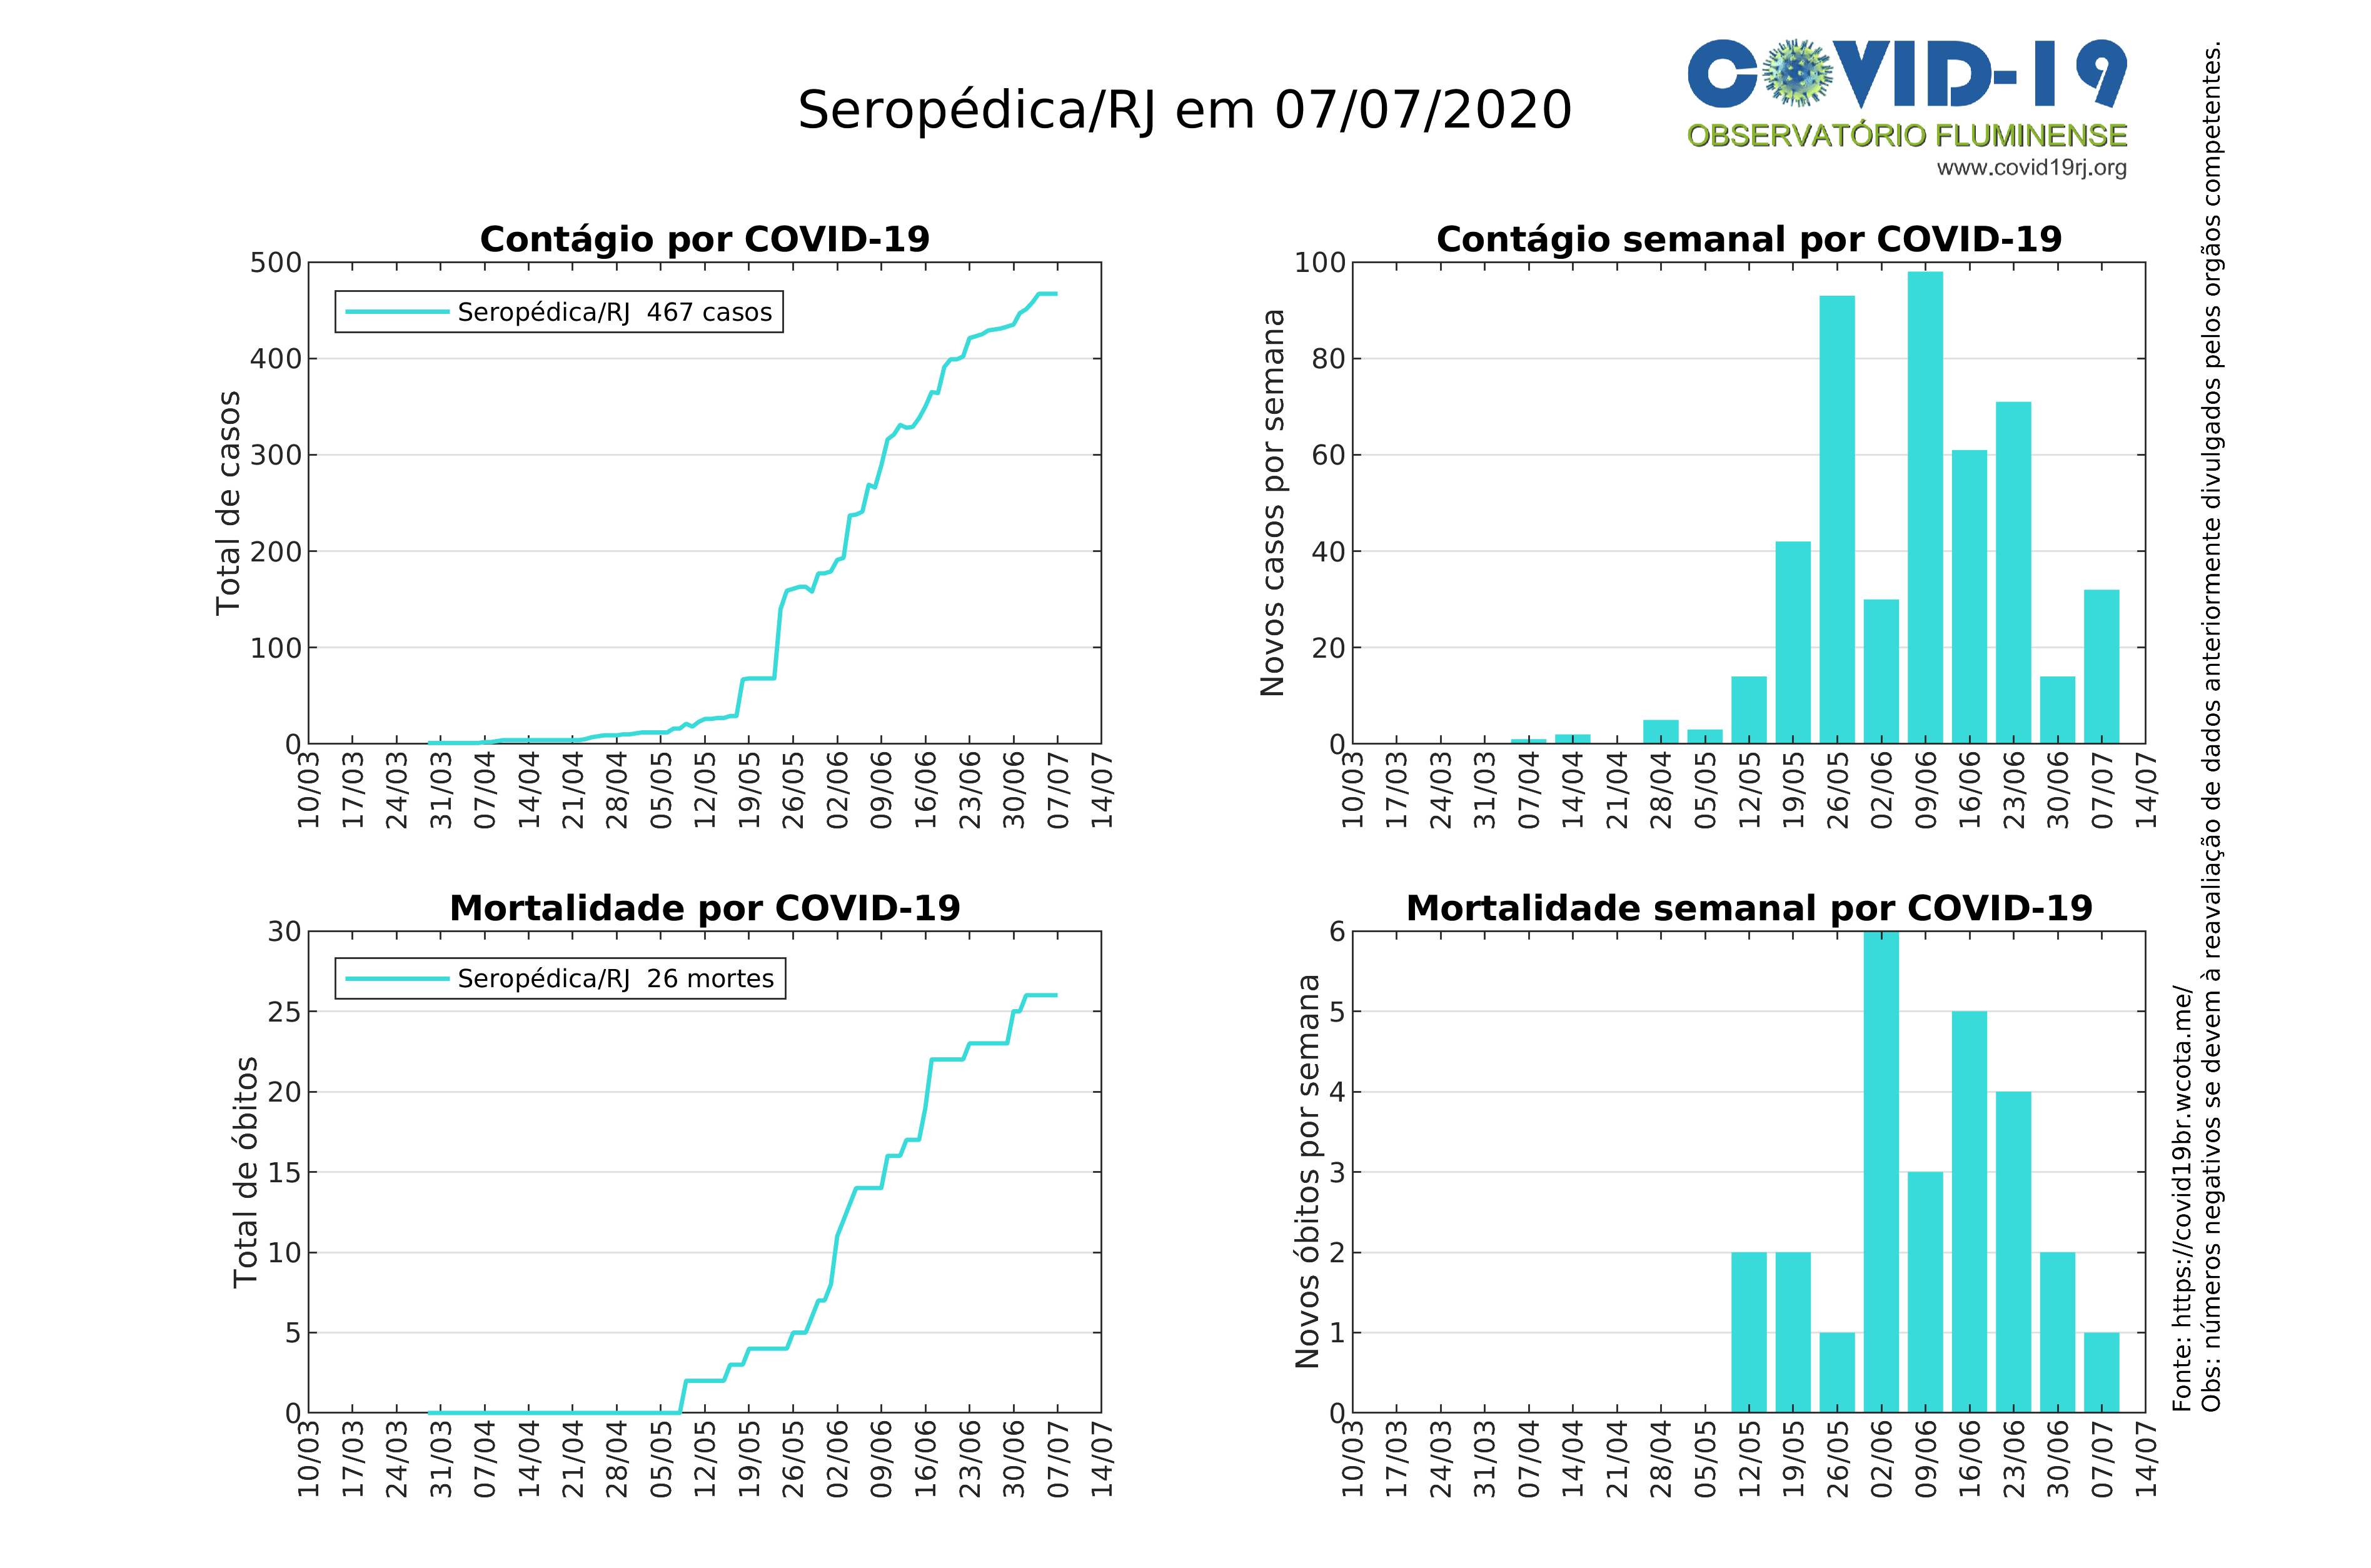 Seropédica/RJ em 07/07/2020
COVID-19
OBSERVATÓRIO FLUMINENSE
www.covid19rj.org
Contágio por COVID-19
Total de casos
500
400
300
200
100
0
Seropédica/RJ 467 casos
10/03 17/03 24/03 31/03 07/04 14/04 21/04 28/04 05/05 12/05 19/05 26/05 02/06 09/06 16/06 23/06 30/06 07/07 14/07
Contágio semanal por COVID-19
Novos casos por semana
100
80
60
40
20
0
10/03 17/03 24/03 31/03 07/04 14/04 21/04 28/04 05/05 12/05 19/05 26/05 02/06 09/06 16/06 23/06 30/06 07/07 14/07
Mortalidade por COVID-19
Total de óbitos
30
25
20
15
10
5
0
Seropédica/RJ 26 mortes
10/03 17/03 24/03 31/03 07/04 14/04 21/04 28/04 05/05 12/05 19/05 26/05 02/06 09/06 16/06 23/06 30/06 07/07 14/07
Mortalidade semanal por COVID-19
Novos óbitos por semana
6
5
4
3
2
1
0
10/03 17/03 24/03 31/03 07/04 14/04 21/04 28/04 05/05 12/05 19/05 26/05 02/06 09/06 16/06 23/06 30/06 07/07 14/07
Fonte: https://covid19br.wcota.me/
Obs: números negativos se devem à reavaliação de dados anteriormente divulgados pelos orgãos competentes.